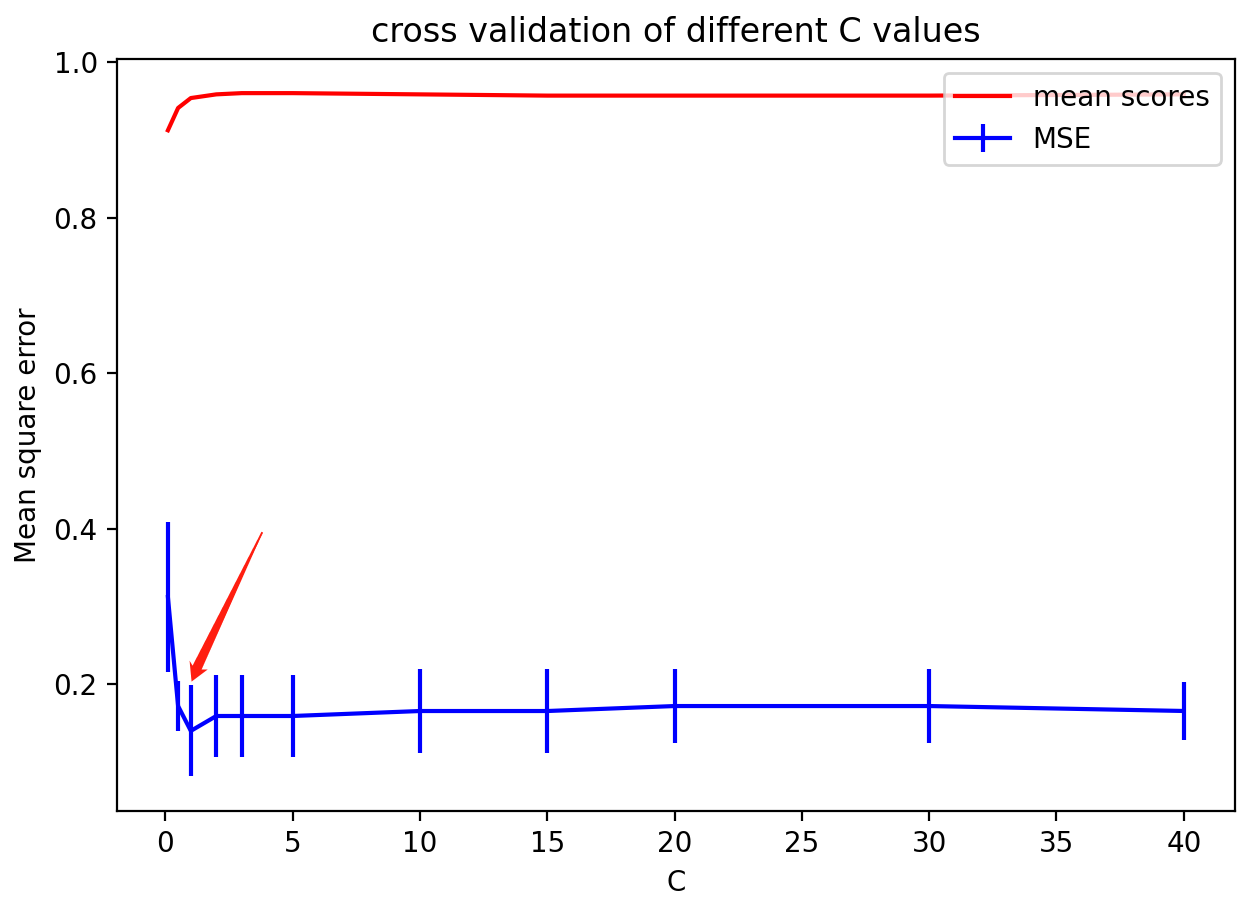 cross validation of different C values
mean scores
MSE
Mean square error
1.0
0.8
0.6
0.4
0.2
0 5 10 15 20 25 30 35 40
C